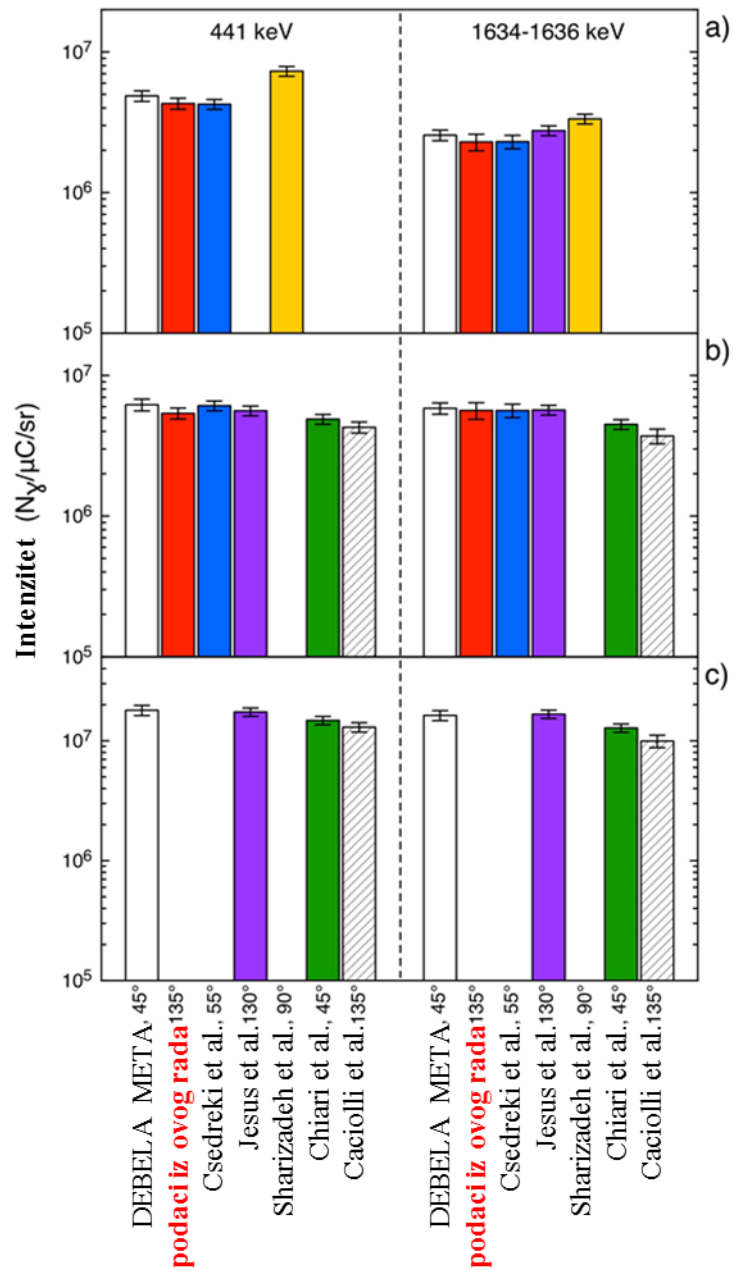 441 keV
1634-1636 keV
a)
10⁷
10⁶
10⁵
b)
10⁷
10⁶
10⁵
c)
10⁷
10⁶
10⁵
Intenzitet (Nɣ/μC/sr)
DEBELA META, 45°
podaci iz ovog rada 135°
Csedreki et al., 55°
Jesus et al.130°
Sharizadeh et al., 90°
Chiari et al., 45°
Caciolli et al.135°
DEBELA META, 45°
podaci iz ovog rada 135°
Csedreki et al., 55°
Jesus et al.130°
Sharizadeh et al., 90°
Chiari et al., 45°
Caciolli et al.135°